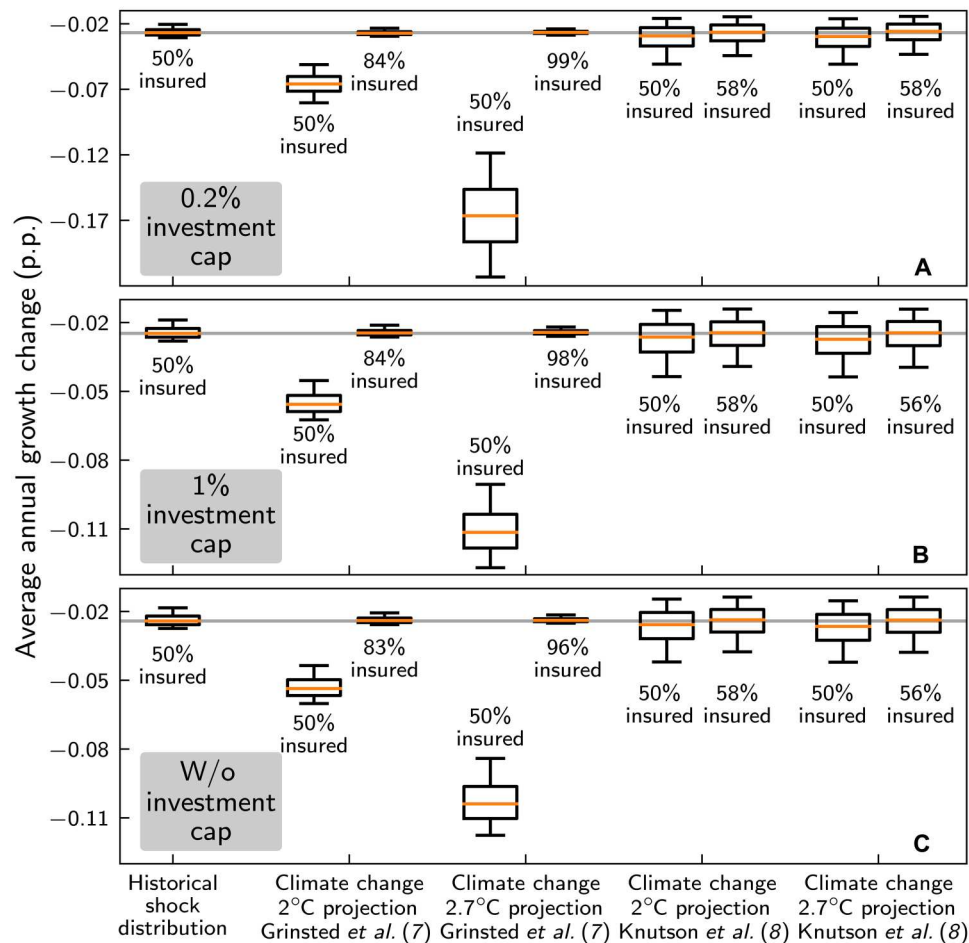 Average annual growth change (p.p.)
−0.02
−0.07
−0.12
−0.17
50%
insured
50%
insured
84%
insured
50%
insured
99%
insured
50%
insured
58%
insured
50%
insured
58%
insured
0.2%
investment
cap
A
−0.02
−0.05
−0.08
−0.11
50%
insured
50%
insured
84%
insured
50%
insured
98%
insured
50%
insured
58%
insured
50%
insured
56%
insured
1%
investment
cap
B
−0.02
−0.05
−0.08
−0.11
50%
insured
50%
insured
83%
insured
50%
insured
96%
insured
50%
insured
58%
insured
50%
insured
56%
insured
W/o
investment
cap
C
Historical
shock
distribution
Climate change
2°C projection
Grinsted et al. (7)
Climate change
2.7°C projection
Grinsted et al. (7)
Climate change
2°C projection
Knutson et al. (8)
Climate change
2.7°C projection
Knutson et al. (8)